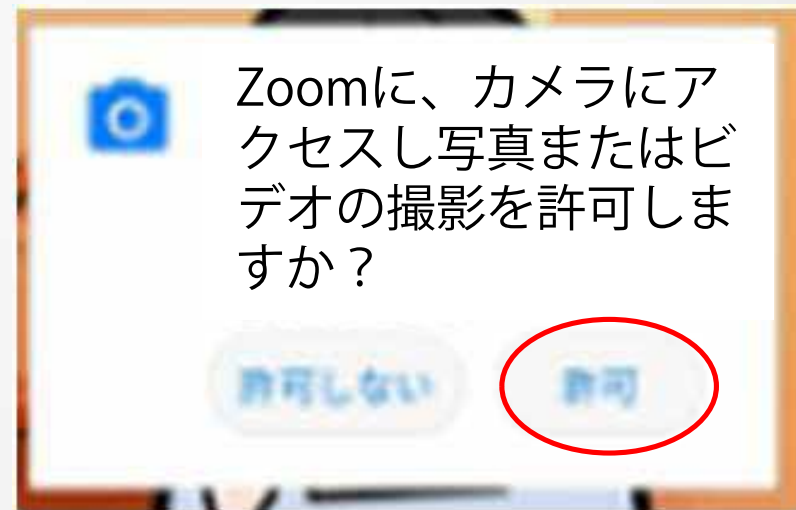 Zoomに、カメラにア
クセスし写真またはビ
デオの撮影を許可しま
すか？
許可しない
許可